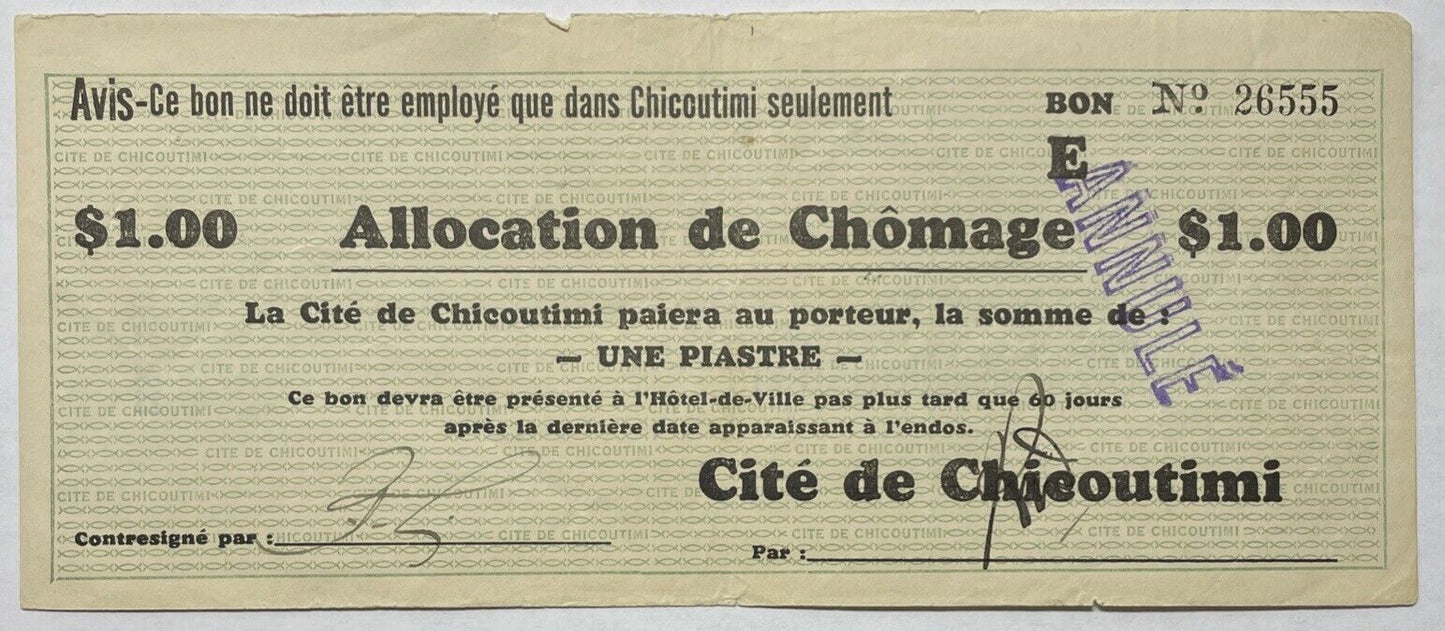 Avis-Ce bon ne doit être employé que dans Chicoutimi seulement
BON Nº 26555
E
$1.00 Allocation de Chômage $1.00
ANNULÉ
La Cité de Chicoutimi paiera au porteur, la somme de :
— UNE PIASTRE —
Ce bon devra être présenté à l'Hôtel-de-Ville pas plus tard que 60 jours
après la dernière date apparaissant à l'endos.
Cité de Chicoutimi
Contresigné par :
Par :
CITE DE CHICOUTIMI